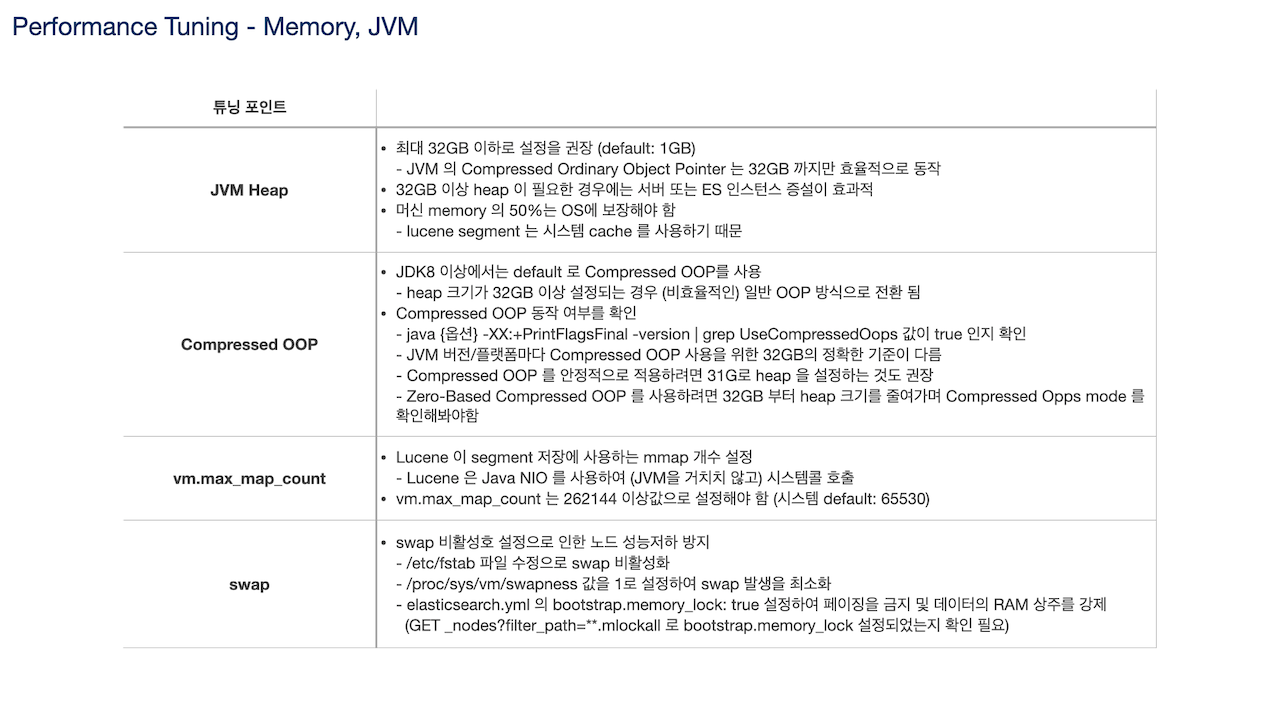 Performance Tuning - Memory, JVM
튜닝 포인트
JVM Heap
• 최대 32GB 이하로 설정을 권장 (default: 1GB)
- JVM 의 Compressed Ordinary Object Pointer 는 32GB 까지만 효율적으로 동작
• 32GB 이상 heap 이 필요한 경우에는 서버 또는 ES 인스턴스 증설이 효과적
• 머신 memory 의 50%는 OS에 보장해야 함
- lucene segment 는 시스템 cache 를 사용하기 때문
Compressed OOP
• JDK8 이상에서는 default 로 Compressed OOP를 사용
- heap 크기가 32GB 이상 설정되는 경우 (비효율적인) 일반 OOP 방식으로 전환 됨
• Compressed OOP 동작 여부를 확인
- java {옵션} -XX:+PrintFlagsFinal -version | grep UseCompressedOops 값이 true 인지 확인
- JVM 버전/플랫폼마다 Compressed OOP 사용을 위한 32GB의 정확한 기준이 다름
- Compressed OOP 를 안정적으로 적용하려면 31G로 heap 을 설정하는 것도 권장
- Zero-Based Compressed OOP 를 사용하려면 32GB 부터 heap 크기를 줄여가며 Compressed Opps mode 를
확인해봐야함
vm.max_map_count
• Lucene 이 segment 저장에 사용하는 mmap 개수 설정
- Lucene 은 Java NIO 를 사용하여 (JVM을 거치치 않고) 시스템콜 호출
• vm.max_map_count 는 262144 이상값으로 설정해야 함 (시스템 default: 65530)
swap
• swap 비활성호 설정으로 인한 노드 성능저하 방지
- /etc/fstab 파일 수정으로 swap 비활성화
- /proc/sys/vm/swapness 값을 1로 설정하여 swap 발생을 최소화
- elasticsearch.yml 의 bootstrap.memory_lock: true 설정하여 페이징을 금지 및 데이터의 RAM 상주를 강제
(GET _nodes?filter_path=**.mlockall 로 bootstrap.memory_lock 설정되었는지 확인 필요)